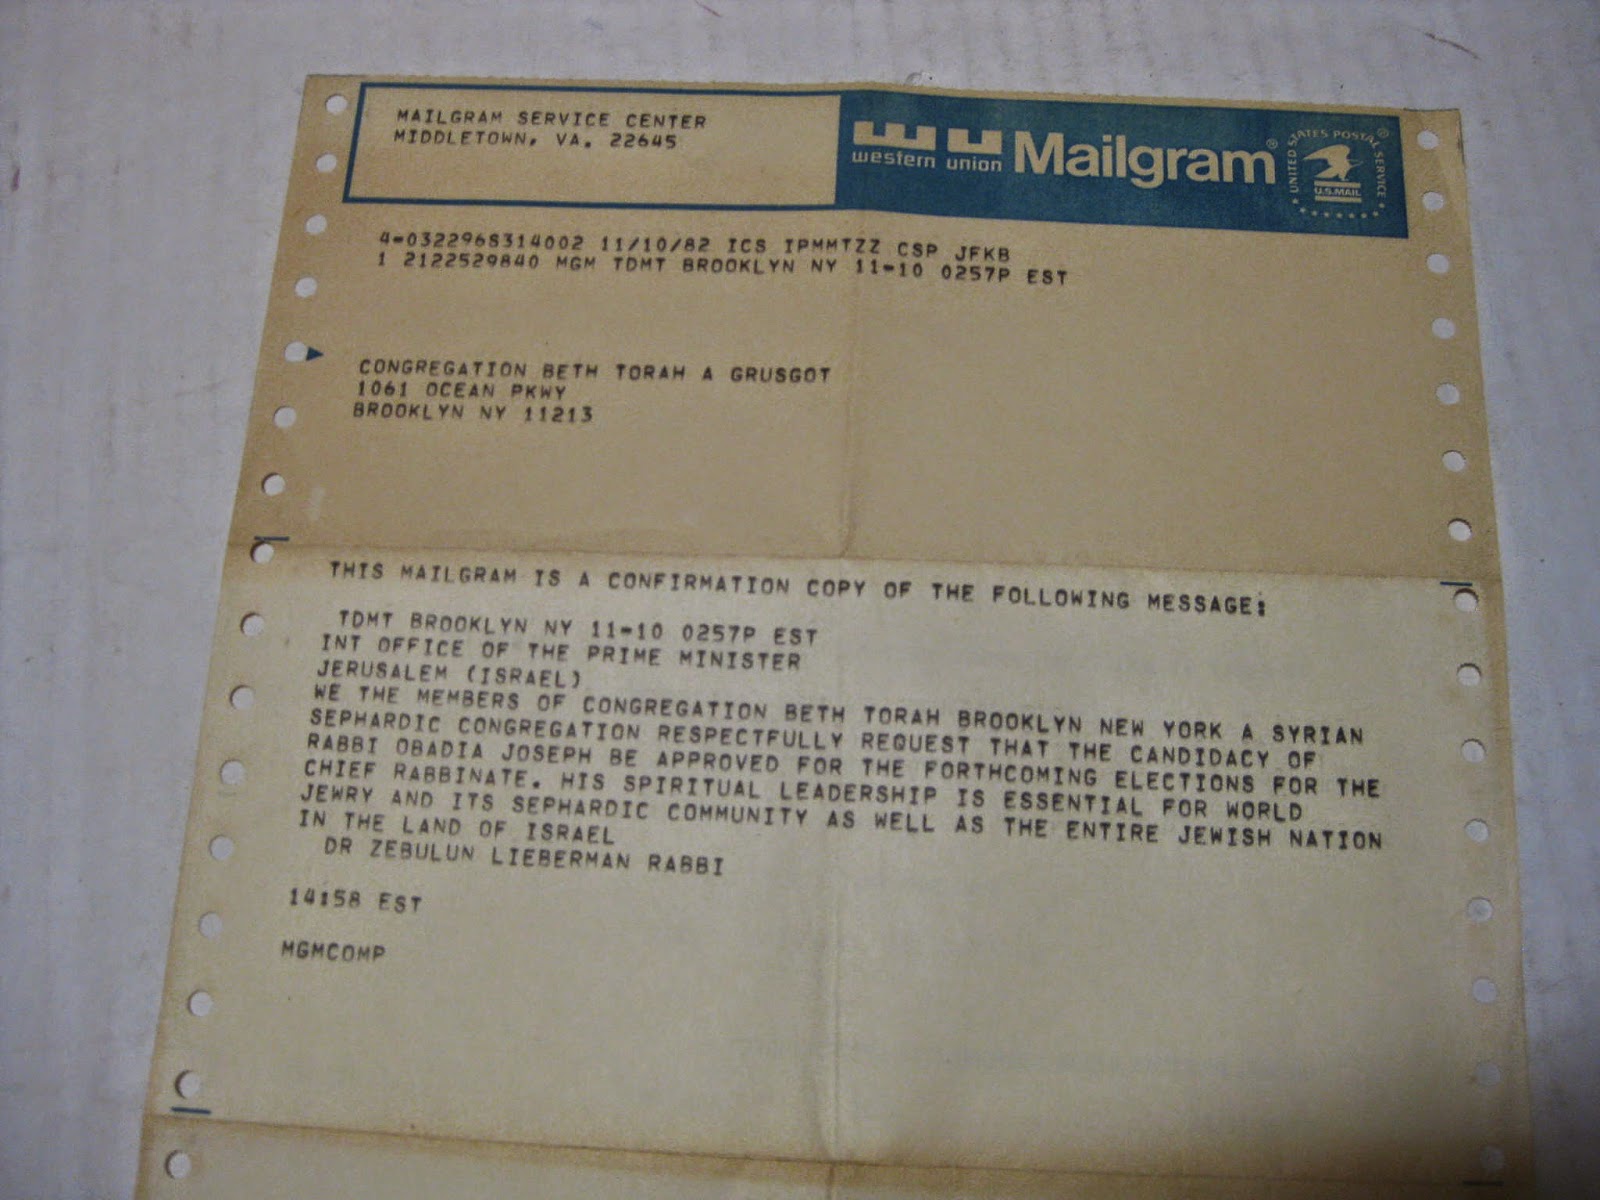 MAILGRAM SERVICE CENTER
MIDDLETOWN, VA. 22645
western union Mailgram®
UNITED STATES POSTAL SERVICE ®
U.S.MAIL
4-032296S314002 11/10/82 ICS IPMMTZZ CSP JFKB
1 2122529840 MGM TDMT BROOKLYN NY 11-10 0257P EST
CONGREGATION BETH TORAH A GRUSGOT
1061 OCEAN PKWY
BROOKLYN NY 11213
THIS MAILGRAM IS A CONFIRMATION COPY OF THE FOLLOWING MESSAGE:
TDMT BROOKLYN NY 11-10 0257P EST
INT OFFICE OF THE PRIME MINISTER
JERUSALEM (ISRAEL)
WE THE MEMBERS OF CONGREGATION BETH TORAH BROOKLYN NEW YORK A SYRIAN
SEPHARDIC CONGREGATION RESPECTFULLY REQUEST THAT THE CANDIDACY OF
RABBI OBADIA JOSEPH BE APPROVED FOR THE FORTHCOMING ELECTIONS FOR THE
CHIEF RABBINATE. HIS SPIRITUAL LEADERSHIP IS ESSENTIAL FOR WORLD
JEWRY AND ITS SEPHARDIC COMMUNITY AS WELL AS THE ENTIRE JEWISH NATION
IN THE LAND OF ISRAEL
DR ZEBULUN LIEBERMAN RABBI
14:58 EST
MGMCOMP